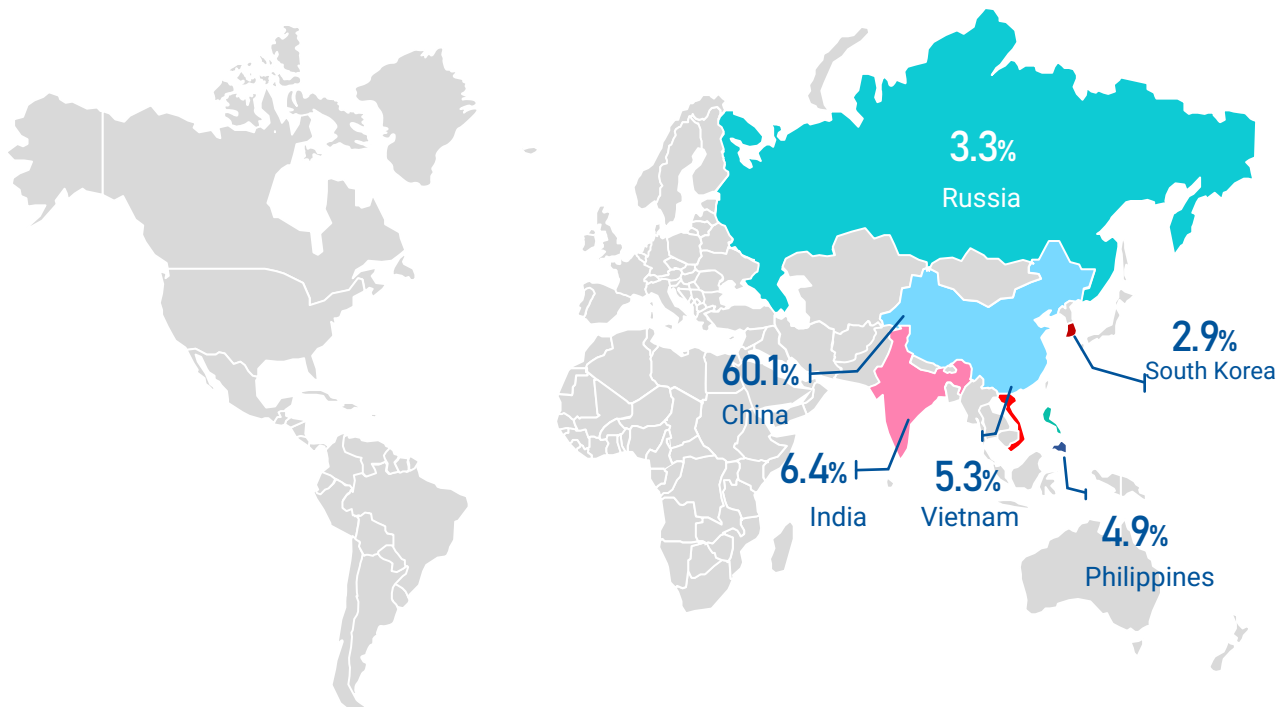 3.3%
Russia
2.9%
South Korea
60.1%
China
6.4%
India
5.3%
Vietnam
4.9%
Philippines